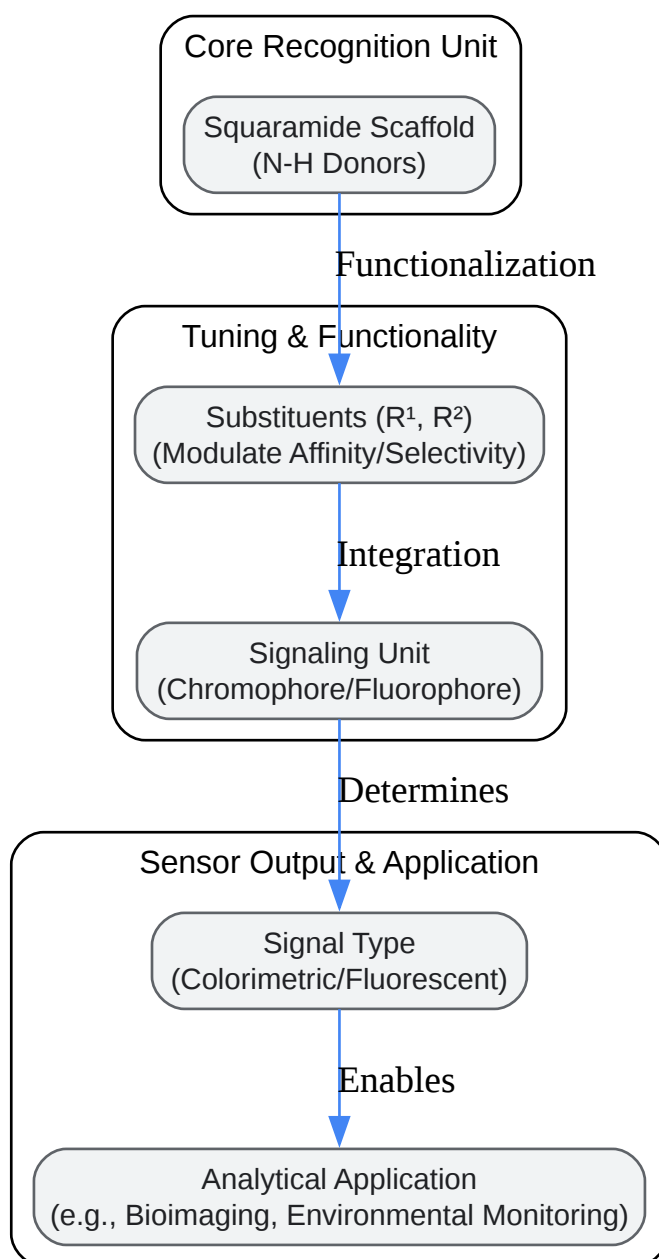 Core Recognition Unit
Squaramide Scaffold
(N-H Donors)
Functionalization
Tuning & Functionality
Substituents (R¹, R²)
(Modulate Affinity/Selectivity)
Integration
Signaling Unit
(Chromophore/Fluorophore)
Determines
Sensor Output & Application
Signal Type
(Colorimetric/Fluorescent)
Enables
Analytical Application
(e.g., Bioimaging, Environmental Monitoring)